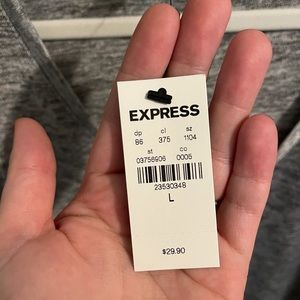 EXPRESS
dp cl sz
86 375 1104
st co
03756906 0005
23530348
L
$29.90